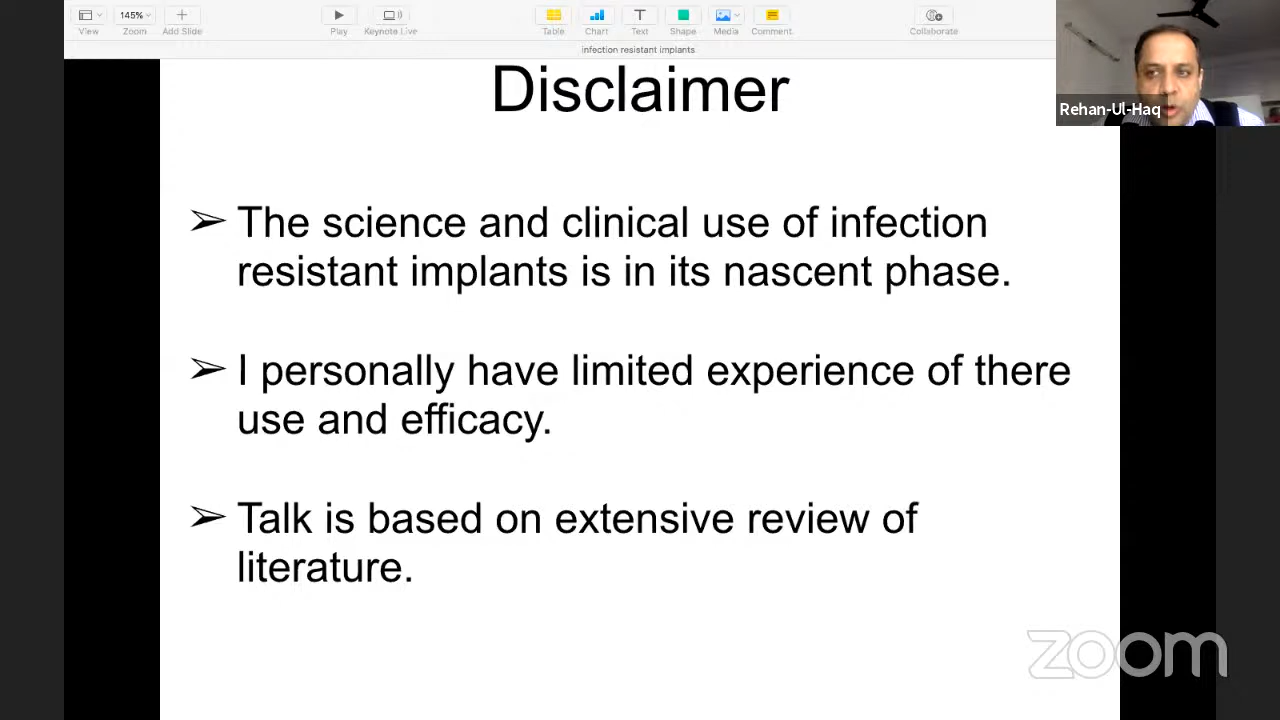 145%
View
Zoom
Add Slide
Play
Keynote Live
Table
Chart
Text
Shape
Media
Comment
Collaborate
infection resistant implants
Rehan-Ul-Haq
Disclaimer
➢ The science and clinical use of infection
resistant implants is in its nascent phase.
➢ I personally have limited experience of there
use and efficacy.
➢ Talk is based on extensive review of
literature.
zoom